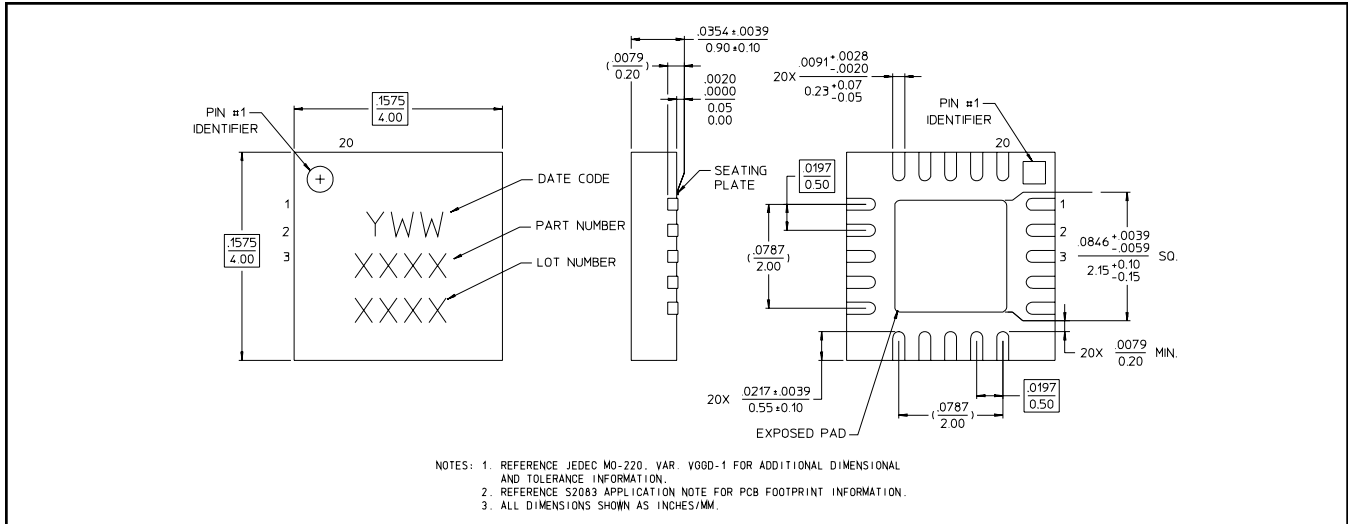 .0354±.0039
0.90±0.10
(.0079
0.20)
.0020
.0000
0.05
0.00
.0091 +.0028
-.0020
20X
0.23 +0.07
-0.05
.1575
4.00
PIN #1
IDENTIFIER
20
PIN #1
IDENTIFIER
20
.0197
0.50
SEATING
PLATE
DATE CODE
PART NUMBER
LOT NUMBER
YWW
XXXX
XXXX
1
2
3
.1575
4.00
(.0787
2.00)
1
2
3
.0846 +.0039
-.0059
SQ.
2.15 +0.10
-0.15
20X .0079 MIN.
0.20
20X .0217±.0039
0.55±0.10
(.0787
2.00)
.0197
0.50
EXPOSED PAD
NOTES: 1. REFERENCE JEDEC MO-220, VAR. VGGD-1 FOR ADDITIONAL DIMENSIONAL
AND TOLERANCE INFORMATION.
2. REFERENCE S2083 APPLICATION NOTE FOR PCB FOOTPRINT INFORMATION.
3. ALL DIMENSIONS SHOWN AS INCHES/MM.